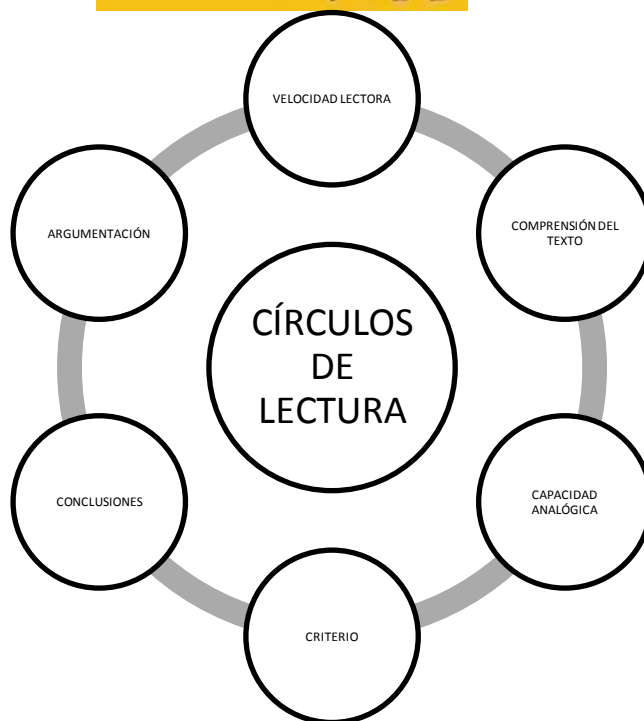 VELOCIDAD LECTORA
COMPRENSIÓN DEL
TEXTO
CAPACIDAD
ANALÓGICA
CRITERIO
CONCLUSIONES
ARGUMENTACIÓN
CÍRCULOS
DE
LECTURA